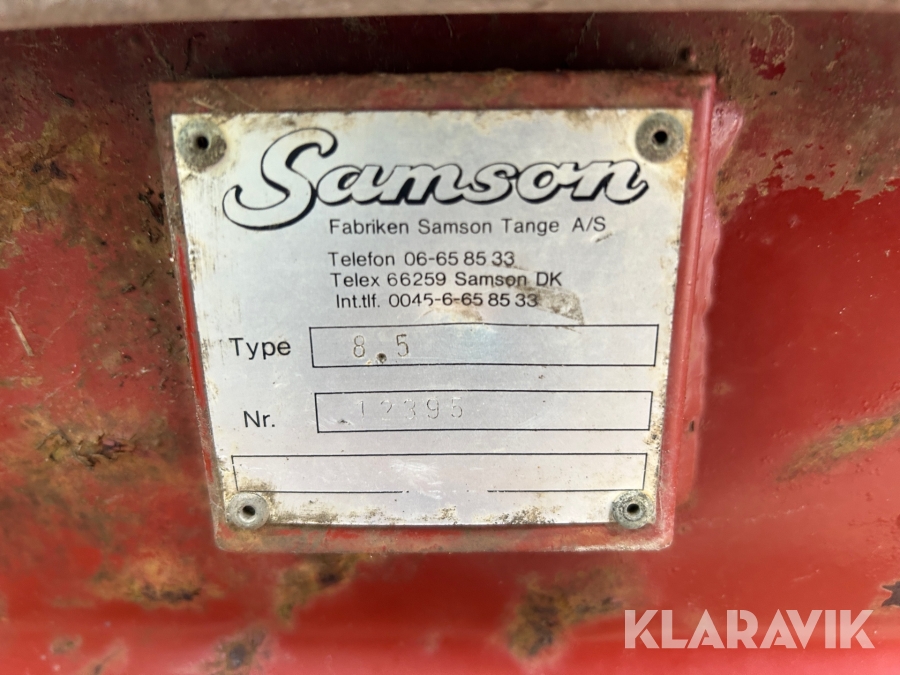 Samson
Fabriken Samson Tange A/S
Telefon 06-65 85 33
Telex 66259 Samson DK
Int.tlf. 0045-6-65 85 33
Type 8.5
Nr. 12395
KLARAVIK